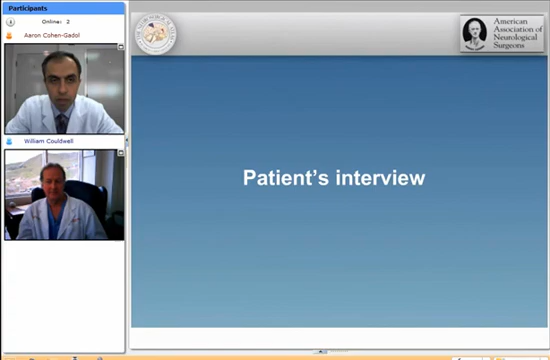 Participants
Online: 2
Aaron Cohen-Gadol
William Couldwell
American
Association of
Neurological
Surgeons
Patient's interview